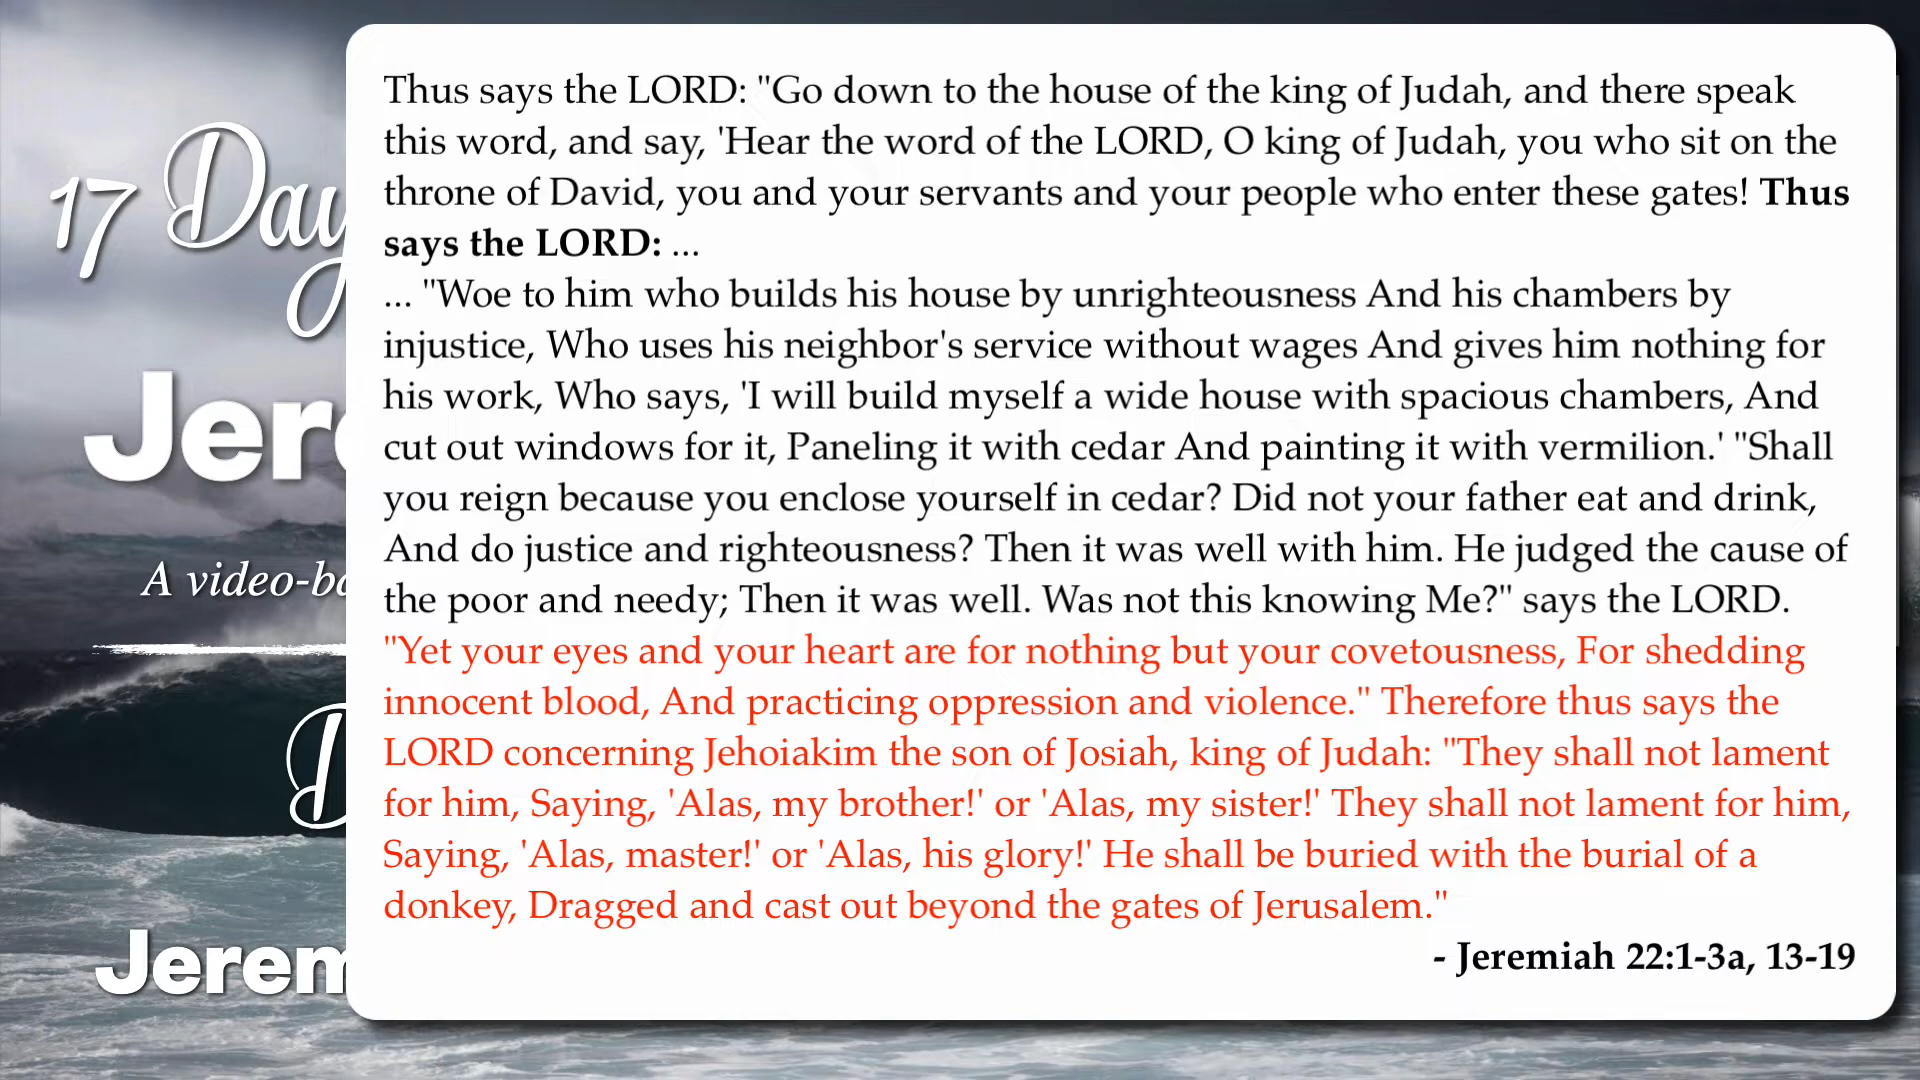 17 Day
Jer
A video-b
D
Jerem
Thus says the LORD: "Go down to the house of the king of Judah, and there speak
this word, and say, 'Hear the word of the LORD, O king of Judah, you who sit on the
throne of David, you and your servants and your people who enter these gates! Thus
says the LORD: ...
... "Woe to him who builds his house by unrighteousness And his chambers by
injustice, Who uses his neighbor's service without wages And gives him nothing for
his work, Who says, 'I will build myself a wide house with spacious chambers, And
cut out windows for it, Paneling it with cedar And painting it with vermilion.' "Shall
you reign because you enclose yourself in cedar? Did not your father eat and drink,
And do justice and righteousness? Then it was well with him. He judged the cause of
the poor and needy; Then it was well. Was not this knowing Me?" says the LORD.
"Yet your eyes and your heart are for nothing but your covetousness, For shedding
innocent blood, And practicing oppression and violence." Therefore thus says the
LORD concerning Jehoiakim the son of Josiah, king of Judah: "They shall not lament
for him, Saying, 'Alas, my brother!' or 'Alas, my sister!' They shall not lament for him,
Saying, 'Alas, master!' or 'Alas, his glory!' He shall be buried with the burial of a
donkey, Dragged and cast out beyond the gates of Jerusalem."
- Jeremiah 22:1-3a, 13-19